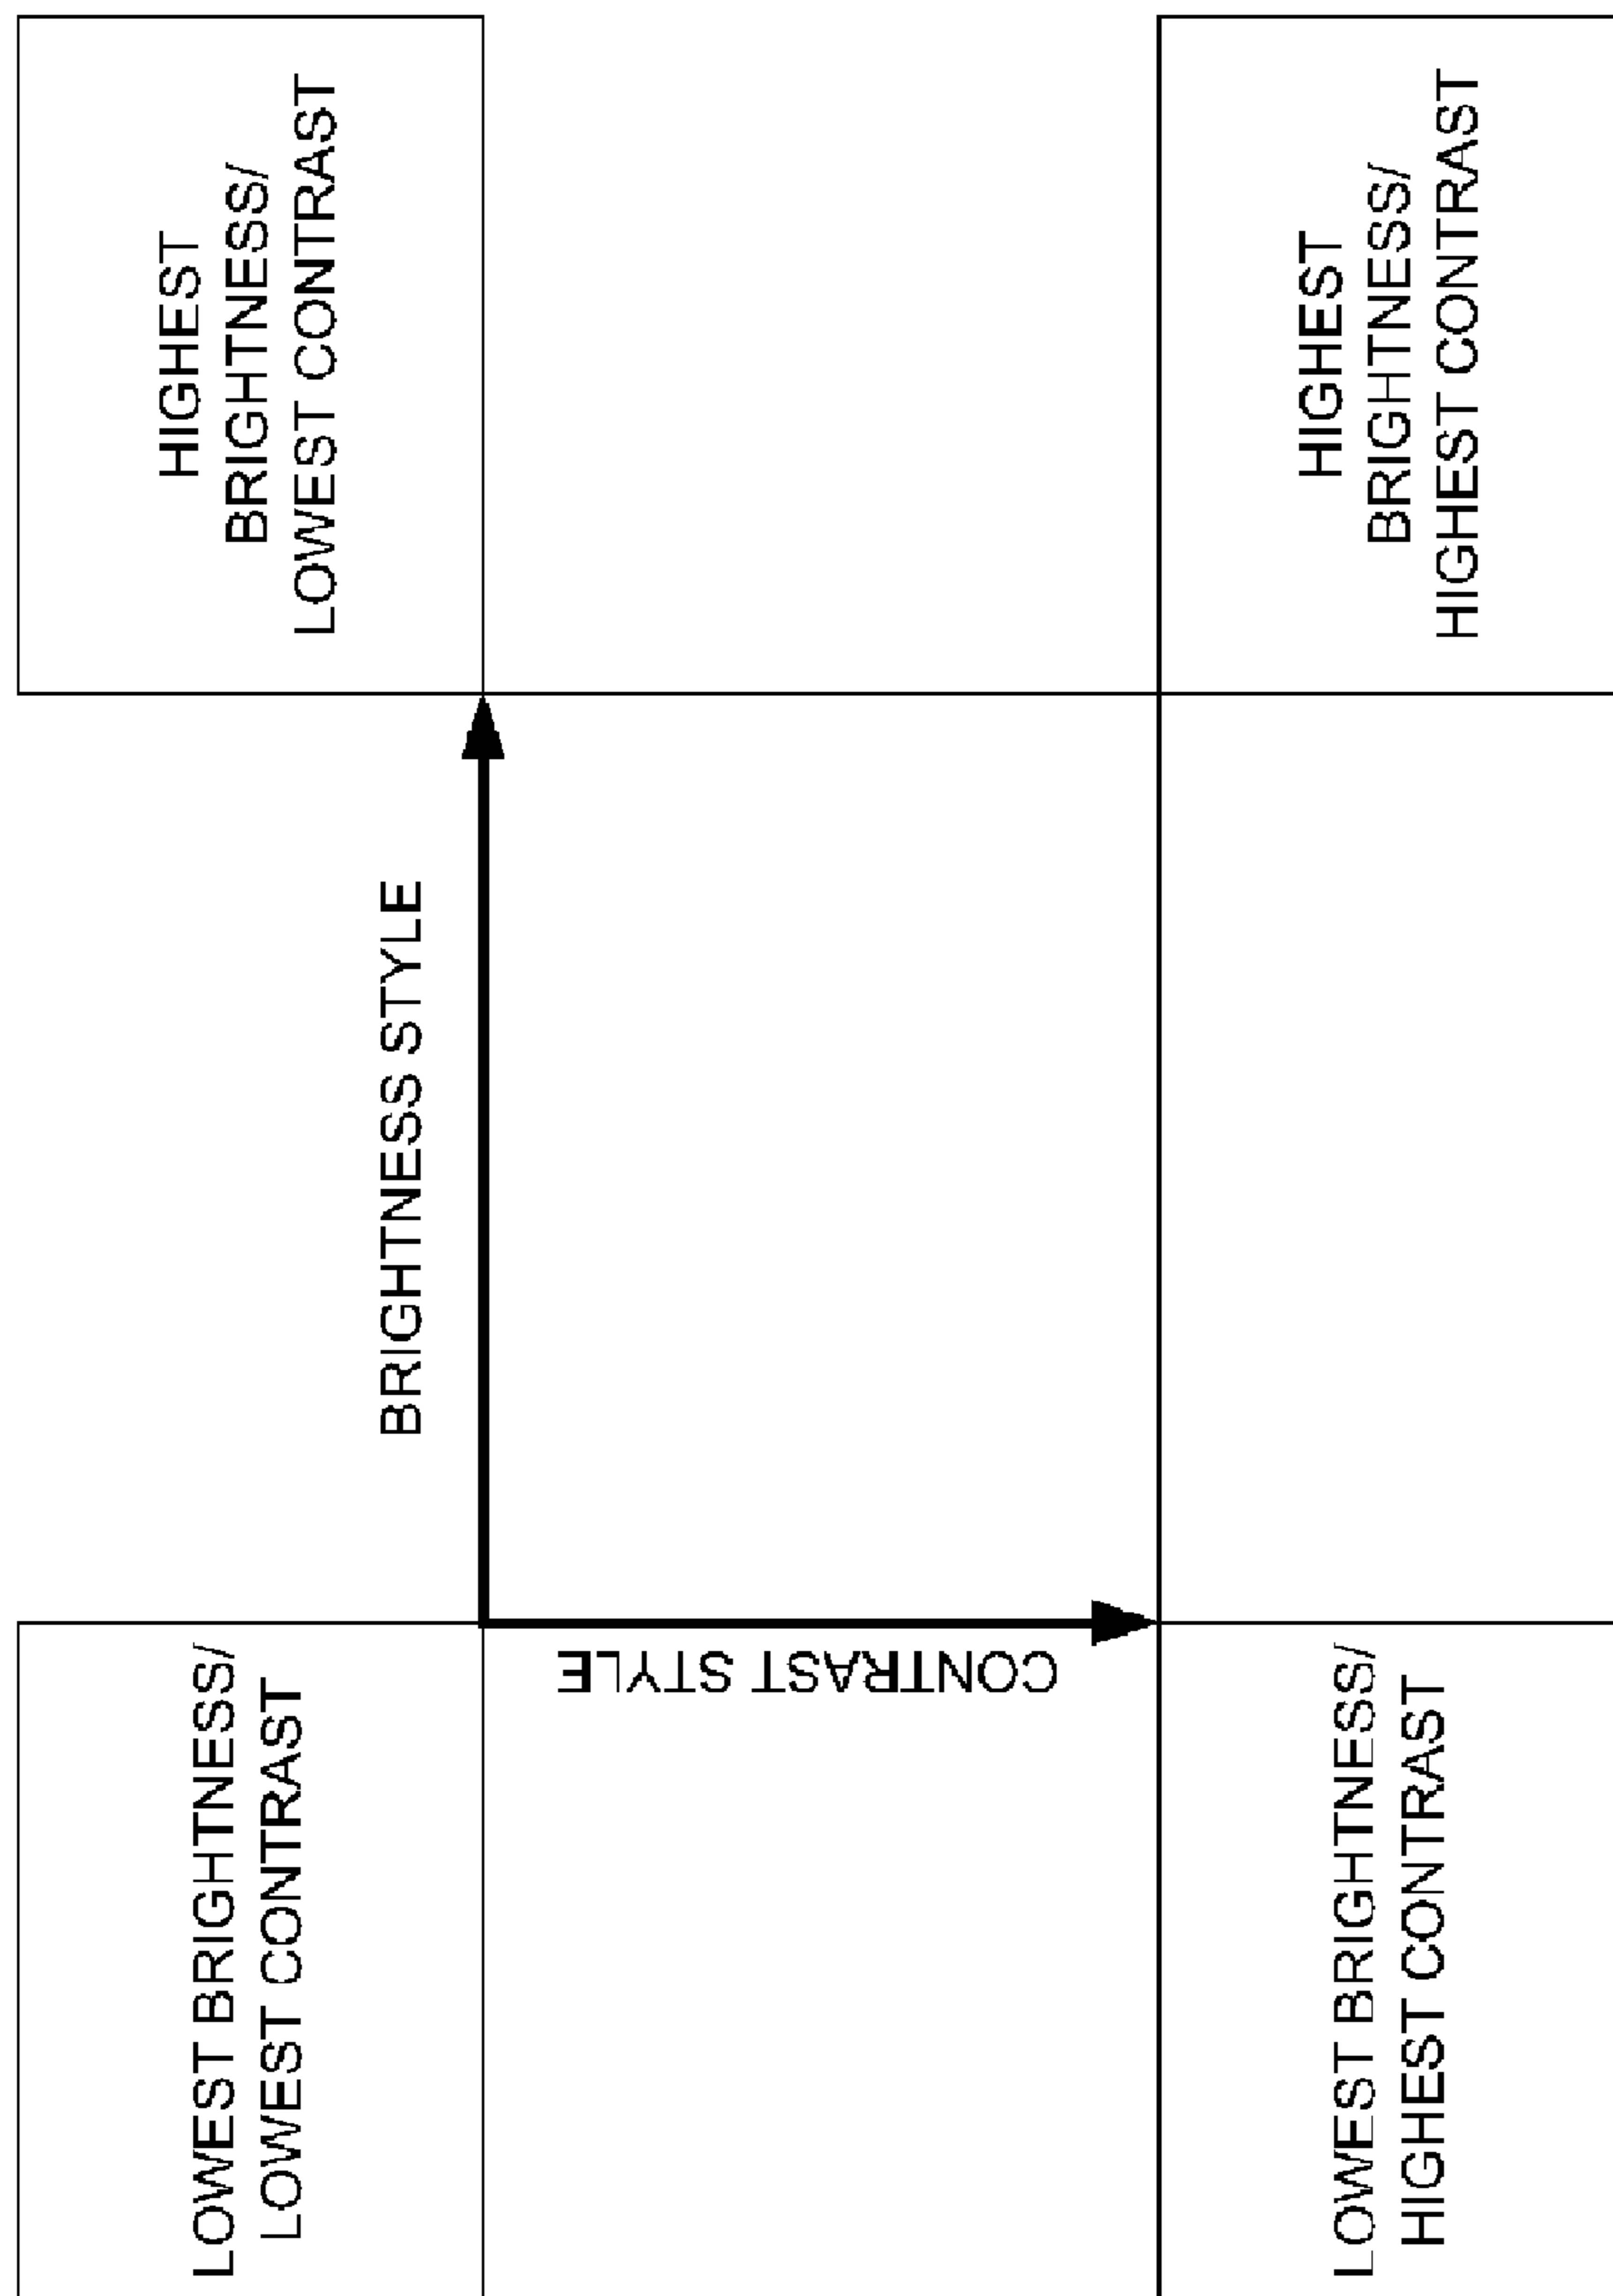 LOWEST BRIGHTNESS/
LOWEST CONTRAST
BRIGHTNESS STYLE
HIGHEST
BRIGHTNESS/
LOWEST CONTRAST
CONTRAST STYLE
LOWEST BRIGHTNESS/
HIGHEST CONTRAST
HIGHEST
BRIGHTNESS/
HIGHEST CONTRAST